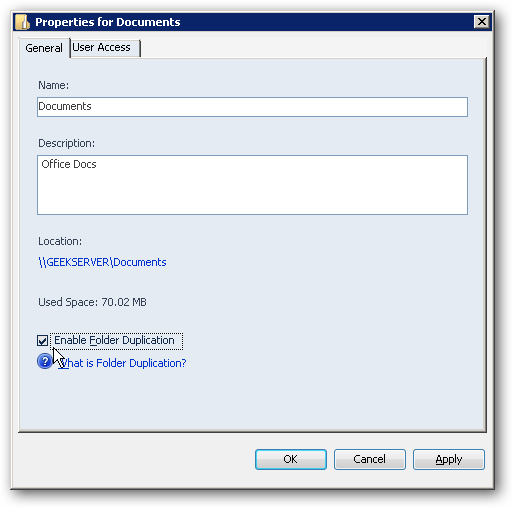 Properties for Documents
General User Access
Name:
Documents
Description:
Office Docs
Location:
\\GEEKSERVER\Documents
Used Space: 70.02 MB
Enable Folder Duplication
? What is Folder Duplication?
OK Cancel Apply